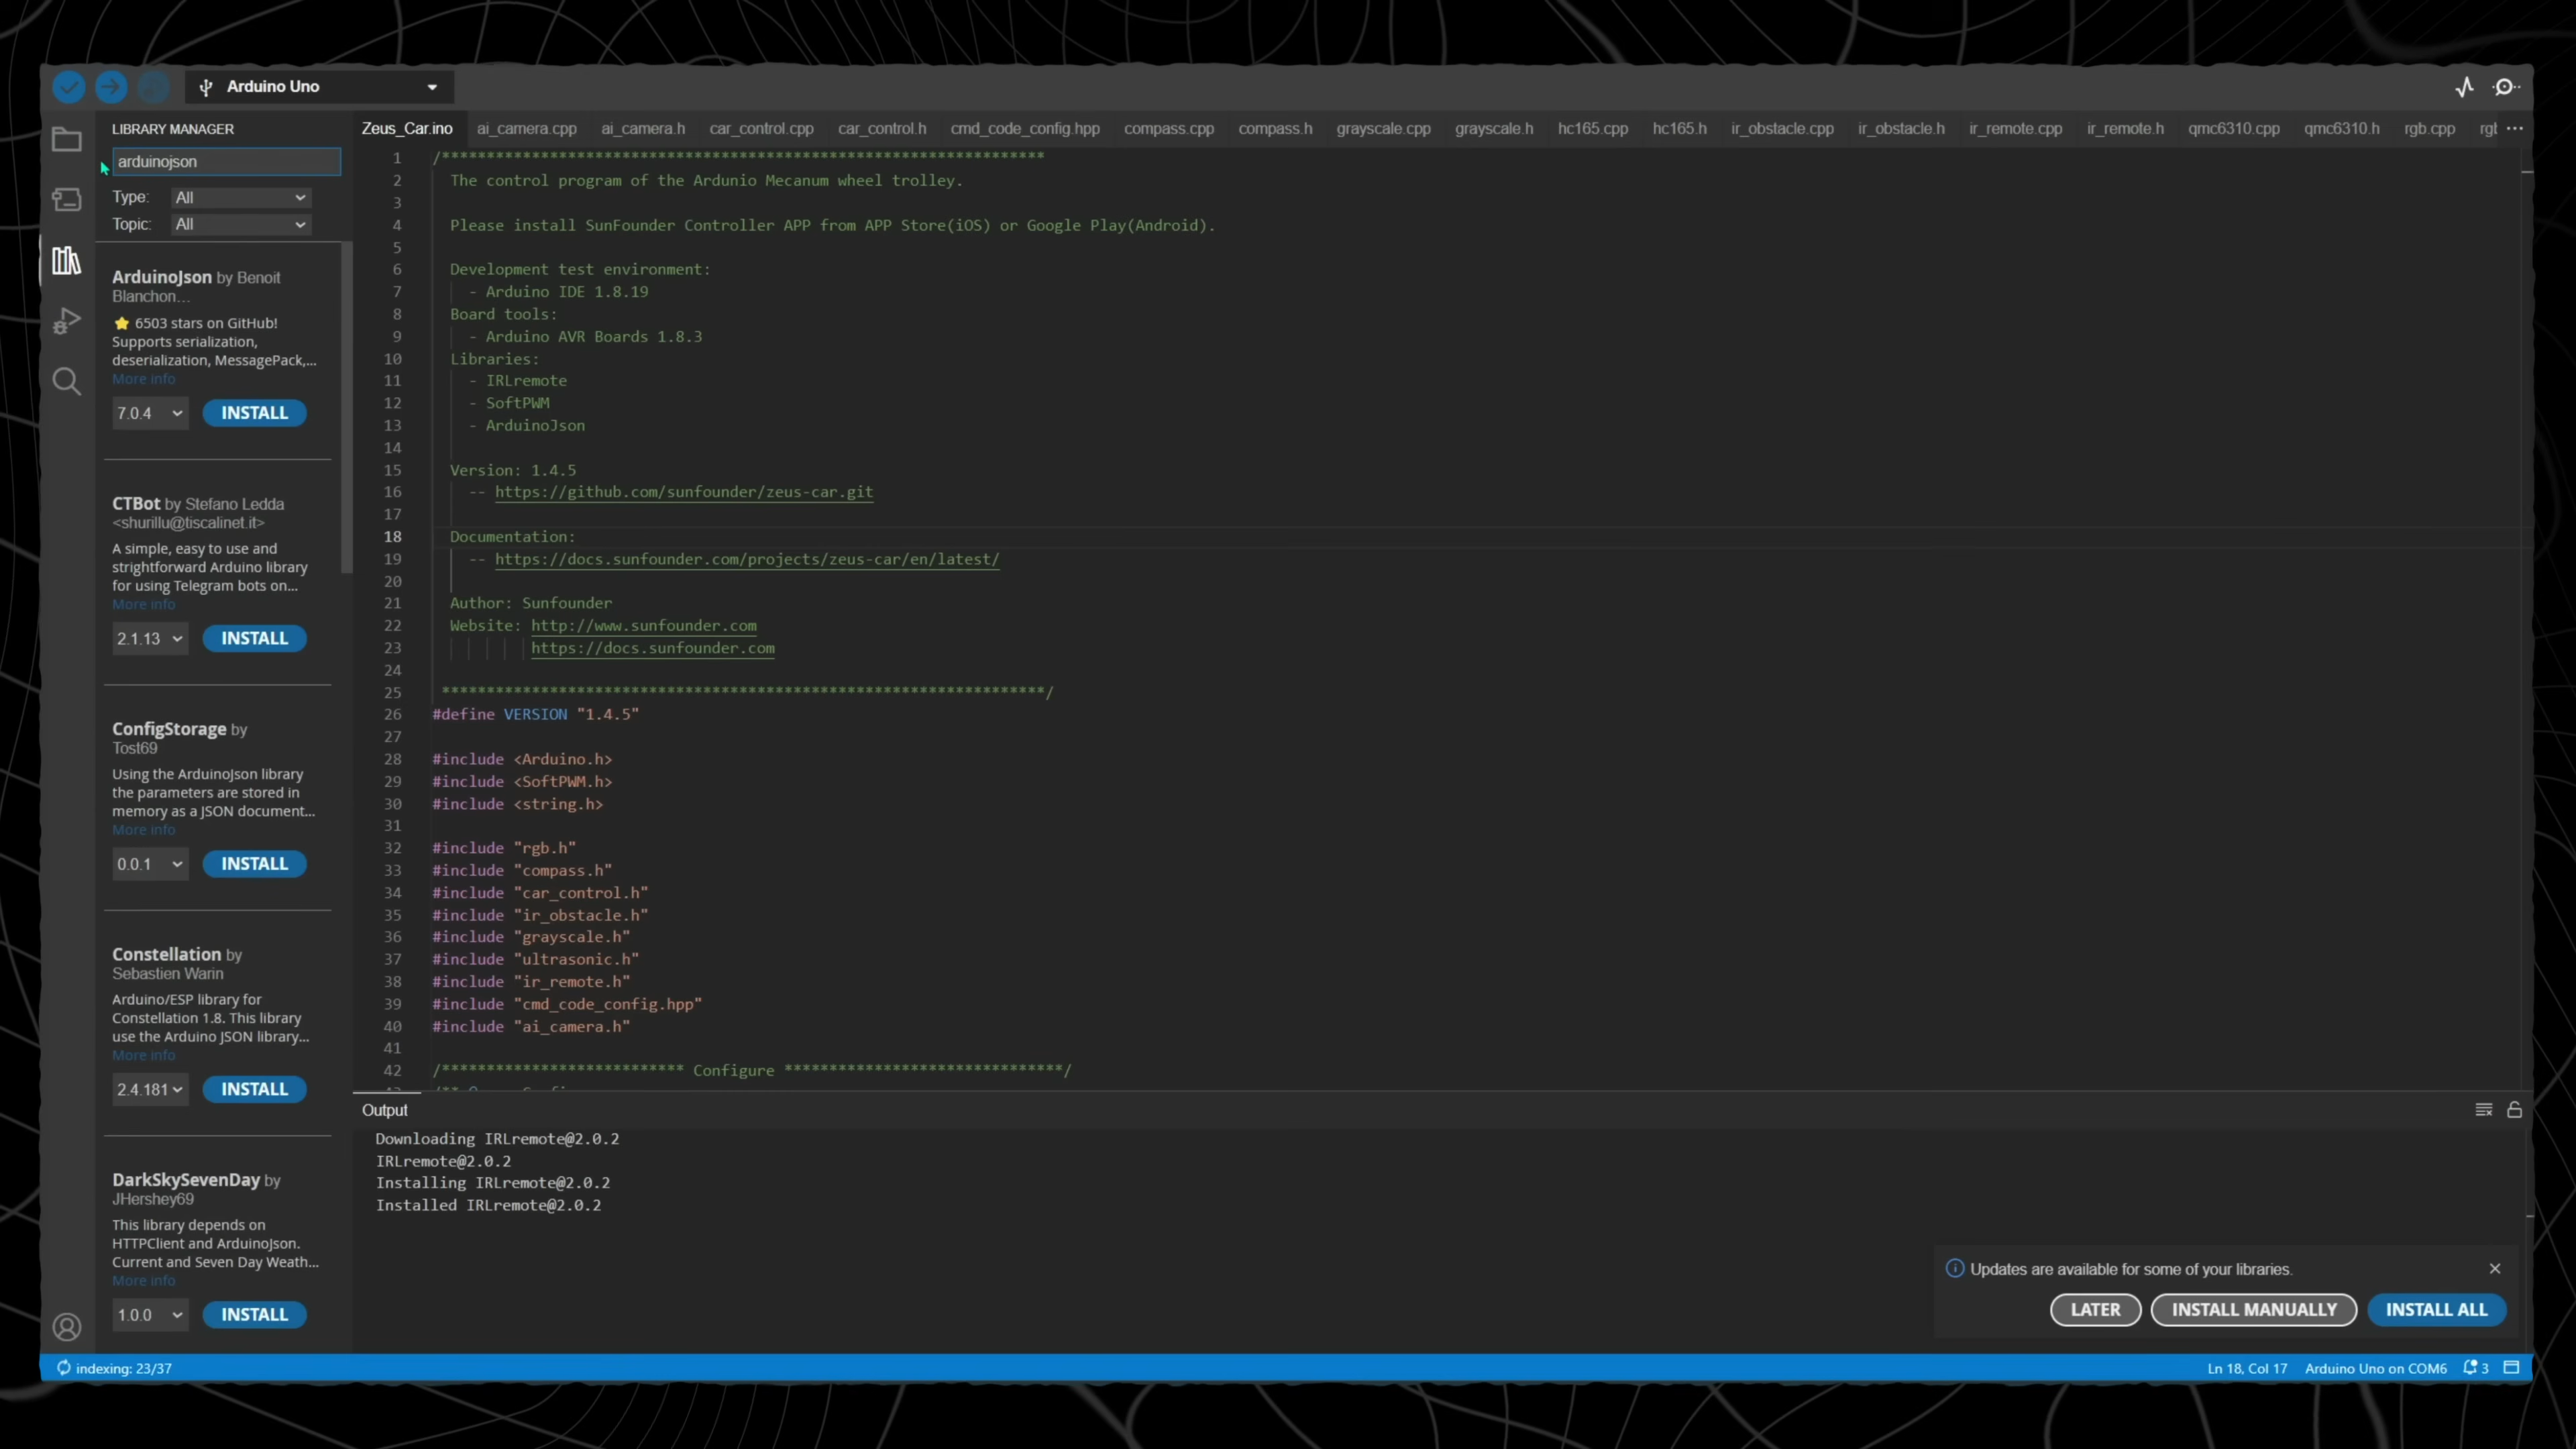 Arduino Uno
LIBRARY MANAGER
arduinojson
Type: All
Topic: All
ArduinoJson by Benoit
Blanchon...
⭐ 6503 stars on GitHub!
Supports serialization,
deserialization, MessagePack,...
More info
7.0.4 INSTALL
CTBot by Stefano Ledda
<shurillu@tiscalinet.it>
A simple, easy to use and
strightforward Arduino library
for using Telegram bots on...
More info
2.1.13 INSTALL
ConfigStorage by
Tost69
Using the ArduinoJson library
the parameters are stored in
memory as a JSON document...
More info
0.0.1 INSTALL
Constellation by
Sebastien Warin
Arduino/ESP library for
Constellation 1.8. This library
use the Arduino JSON library...
More info
2.4.181 INSTALL
DarkSkySevenDay by
JHershey69
This library depends on
HTTPClient and ArduinoJson.
Current and Seven Day Weath...
More info
1.0.0 INSTALL
Zeus_Car.ino ai_camera.cpp ai_camera.h car_control.cpp car_control.h cmd_code_config.hpp compass.cpp compass.h grayscale.cpp grayscale.h hc165.cpp hc165.h ir_obstacle.cpp ir_obstacle.h ir_remote.cpp ir_remote.h qmc6310.cpp qmc6310.h rgb.cpp ...
1 /*******************************************************************
2 The control program of the Ardunio Mecanum wheel trolley.
3
4 Please install SunFounder Controller APP from APP Store(iOS) or Google Play(Android).
5
6 Development test environment:
7 - Arduino IDE 1.8.19
8 Board tools:
9 - Arduino AVR Boards 1.8.3
10 Libraries:
11 - IRLremote
12 - SoftPWM
13 - ArduinoJson
14
15 Version: 1.4.5
16 -- https://github.com/sunfounder/zeus-car.git
17
18 Documentation:
19 -- https://docs.sunfounder.com/projects/zeus-car/en/latest/
20
21 Author: Sunfounder
22 Website: http://www.sunfounder.com
23 https://docs.sunfounder.com
24
25 *******************************************************************/
26 #define VERSION "1.4.5"
27
28 #include <Arduino.h>
29 #include <SoftPWM.h>
30 #include <string.h>
31
32 #include "rgb.h"
33 #include "compass.h"
34 #include "car_control.h"
35 #include "ir_obstacle.h"
36 #include "grayscale.h"
37 #include "ultrasonic.h"
38 #include "ir_remote.h"
39 #include "cmd_code_config.hpp"
40 #include "ai_camera.h"
41
42 /*************************** Configure *******************************/
Output
Downloading IRLremote@2.0.2
IRLremote@2.0.2
Installing IRLremote@2.0.2
Installed IRLremote@2.0.2
Updates are available for some of your libraries.
LATER INSTALL MANUALLY INSTALL ALL
indexing: 23/37 Ln 18, Col 17 Arduino Uno on COM6 3